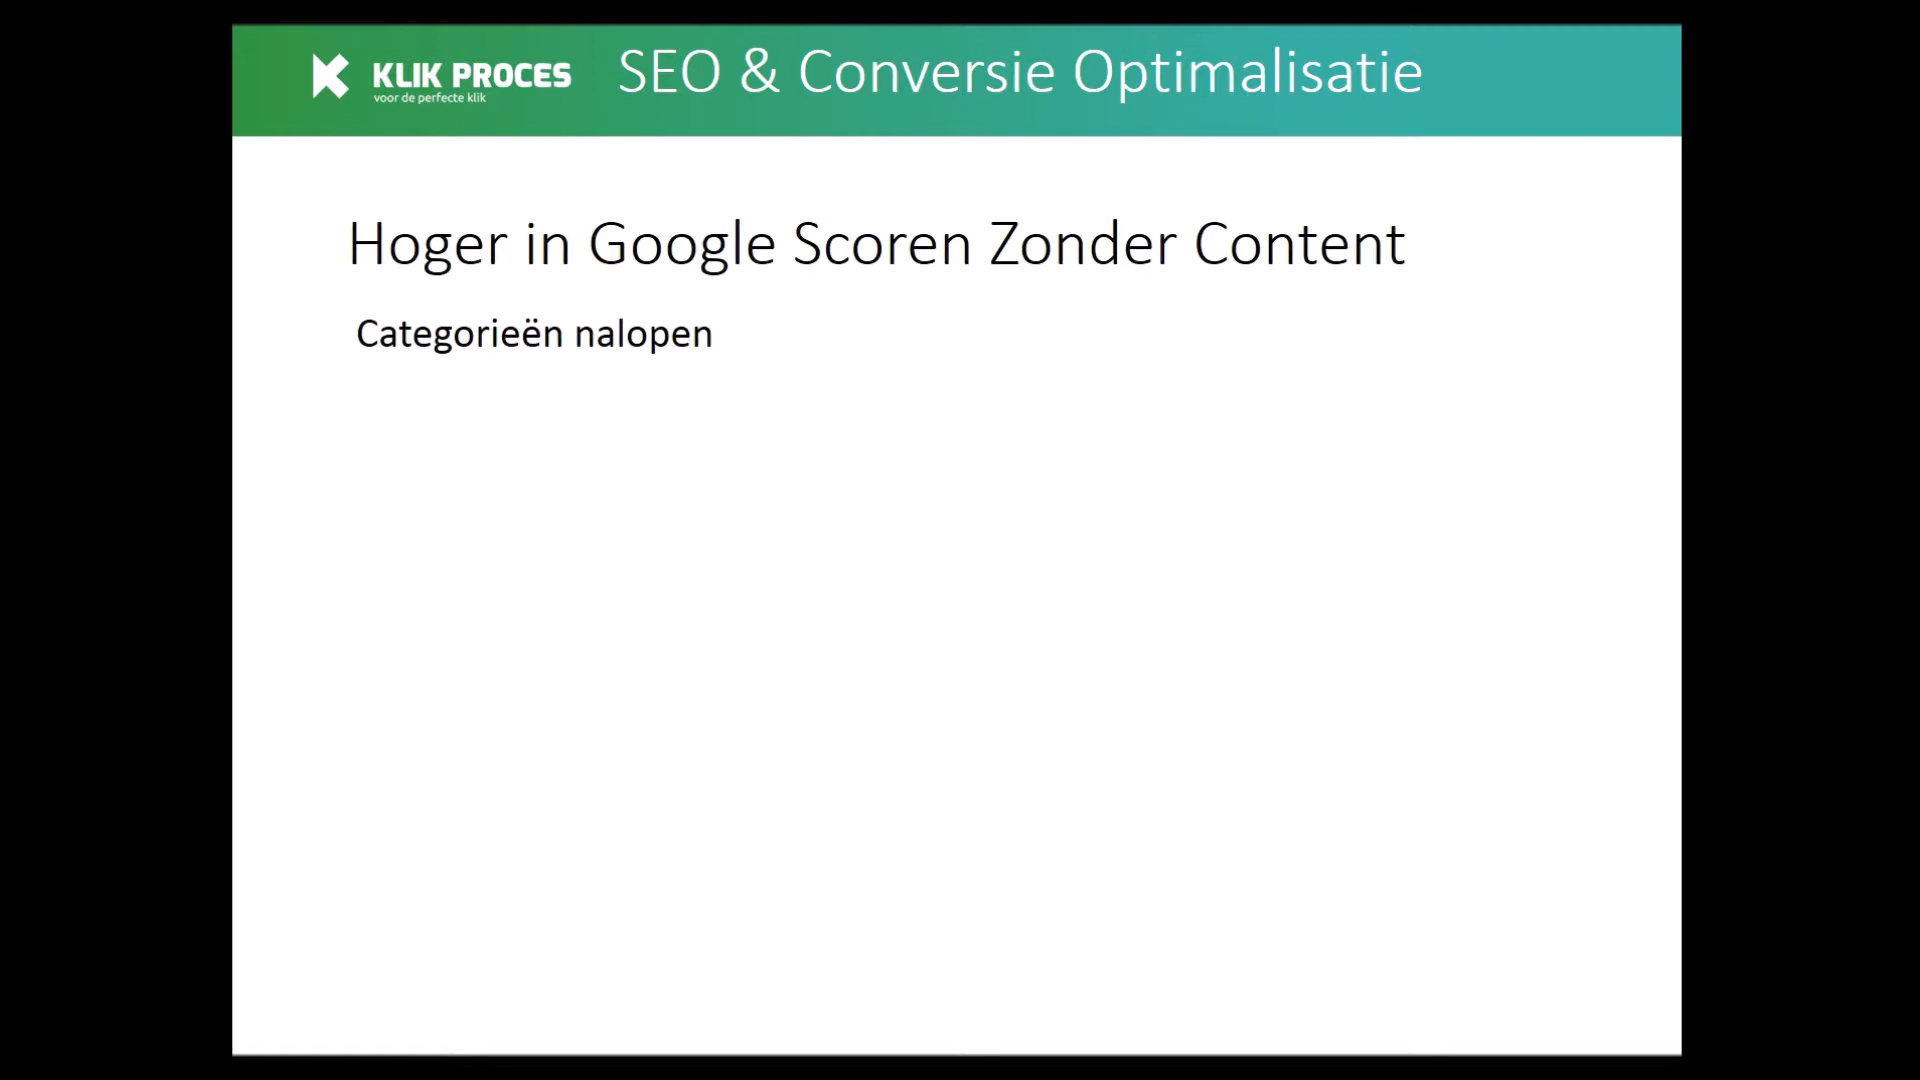 KLIK PROCES
voor de perfecte klik
SEO & Conversie Optimalisatie
Hoger in Google Scoren Zonder Content
Categorieën nalopen